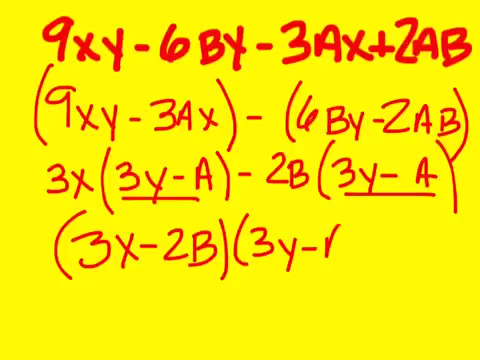 9xy - 6By - 3Ax + 2AB
(9xy - 3Ax) - (6By - 2AB)
3x (3y - A) - 2B (3y - A)
(3x - 2B)(3y -